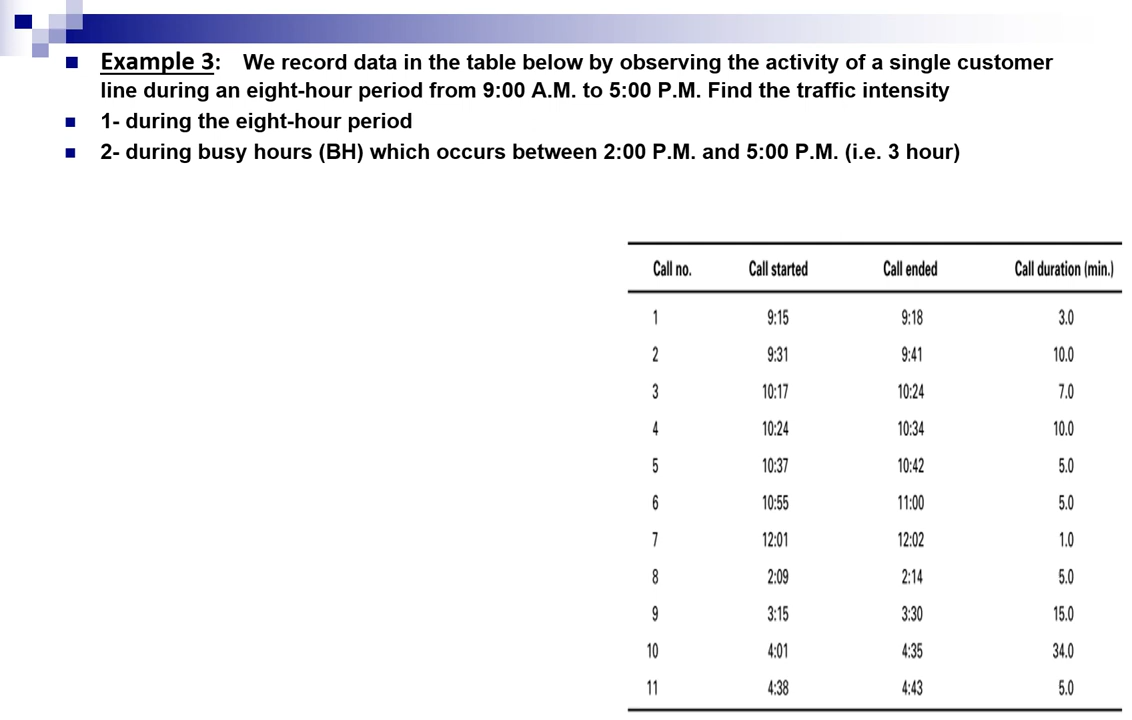 Example 3: We record data in the table below by observing the activity of a single customer
line during an eight-hour period from 9:00 A.M. to 5:00 P.M. Find the traffic intensity
1- during the eight-hour period
2- during busy hours (BH) which occurs between 2:00 P.M. and 5:00 P.M. (i.e. 3 hour)
Call no. Call started Call ended Call duration (min.)
1 9:15 9:18 3.0
2 9:31 9:41 10.0
3 10:17 10:24 7.0
4 10:24 10:34 10.0
5 10:37 10:42 5.0
6 10:55 11:00 5.0
7 12:01 12:02 1.0
8 2:09 2:14 5.0
9 3:15 3:30 15.0
10 4:01 4:35 34.0
11 4:38 4:43 5.0